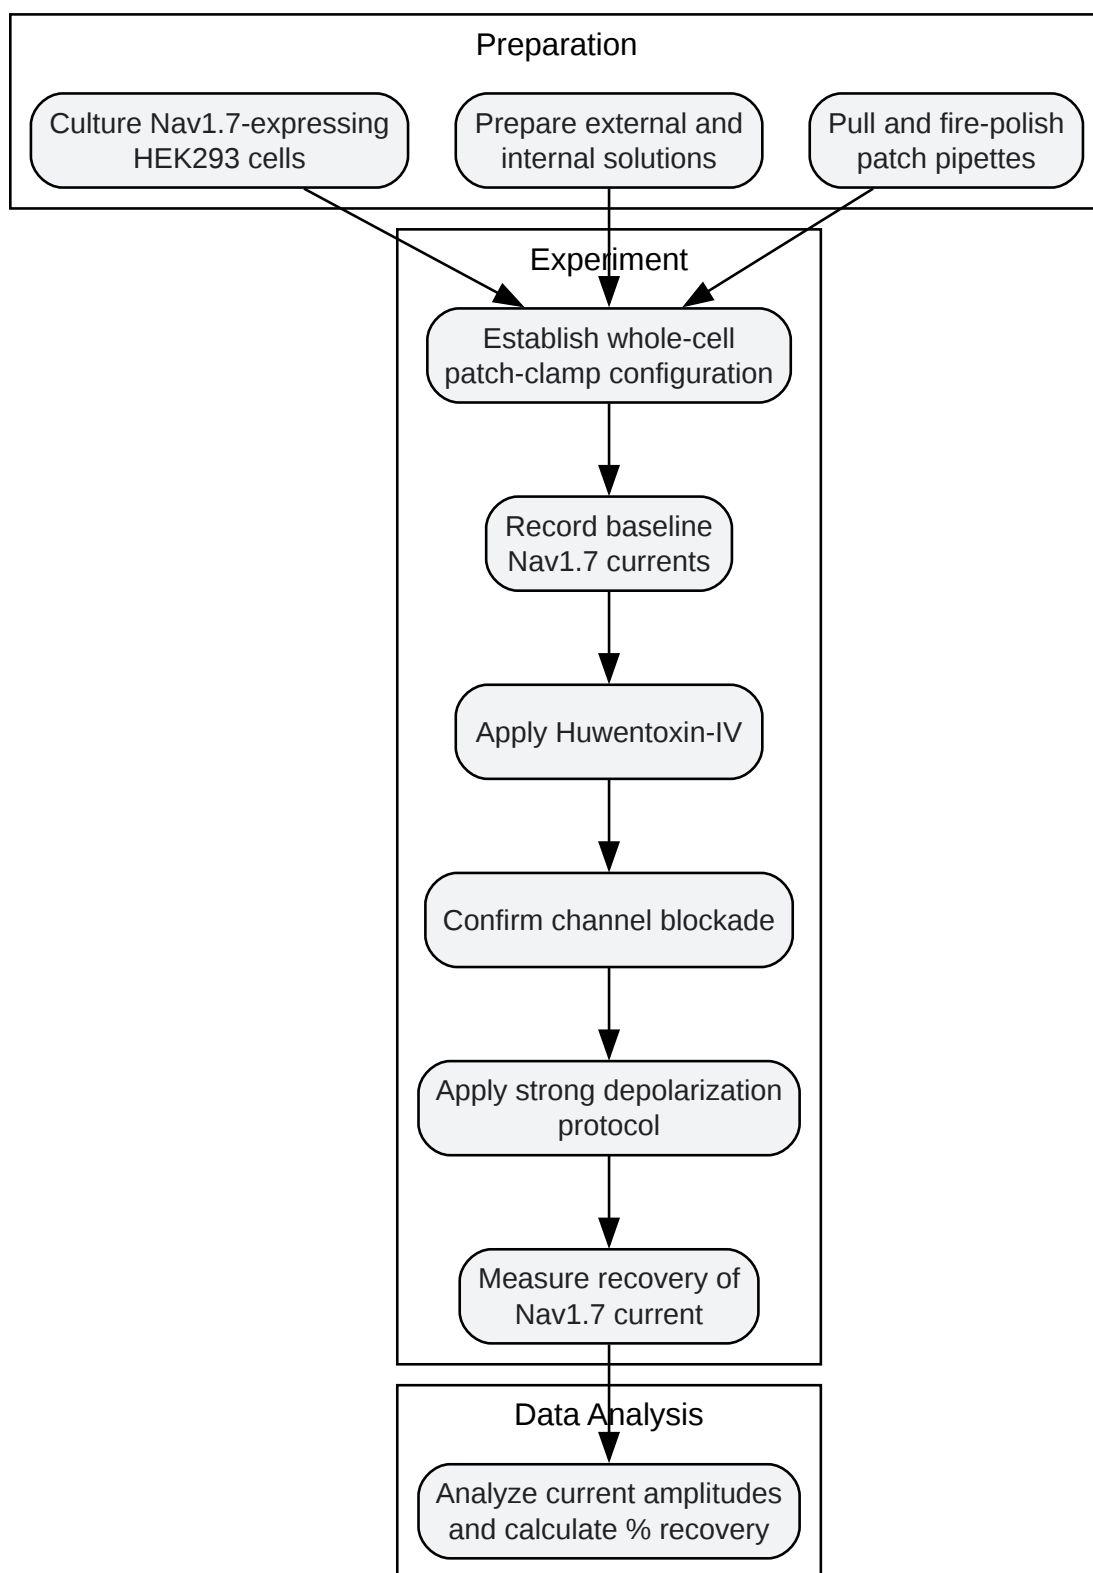 Preparation
Culture Nav1.7-expressing
HEK293 cells
Prepare external and
internal solutions
Pull and fire-polish
patch pipettes
Experiment
Establish whole-cell
patch-clamp configuration
Record baseline
Nav1.7 currents
Apply Huwentoxin-IV
Confirm channel blockade
Apply strong depolarization
protocol
Measure recovery of
Nav1.7 current
Data Analysis
Analyze current amplitudes
and calculate % recovery